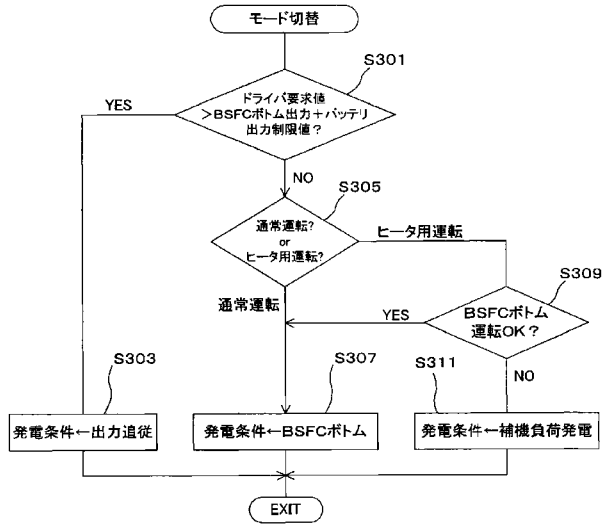 モード切替
S301
ドライバ要求値
＞BSFCボトム出力＋バッテリ
出力制限値？
YES
NO
S305
通常運転?
or
ヒータ用運転?
ヒータ用運転
通常運転
S309
BSFCボトム
運転OK？
YES
NO
S303
発電条件←出力追従
S307
発電条件←BSFCボトム
S311
発電条件←補機負荷発電
EXIT